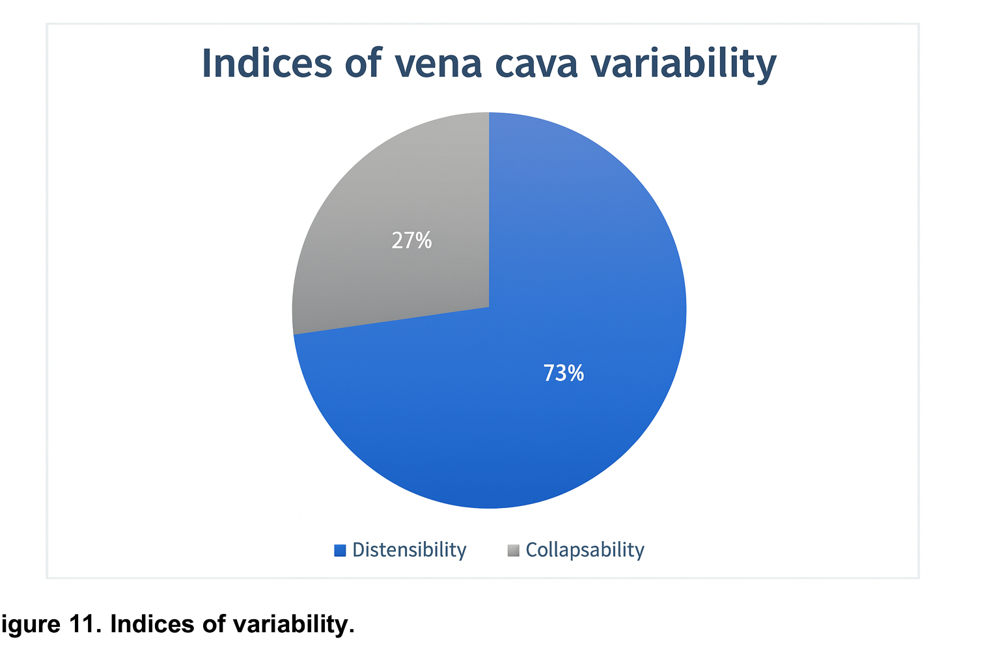 Indices of vena cava variability
27%
73%
Distensibility Collapsability
igure 11. Indices of variability.